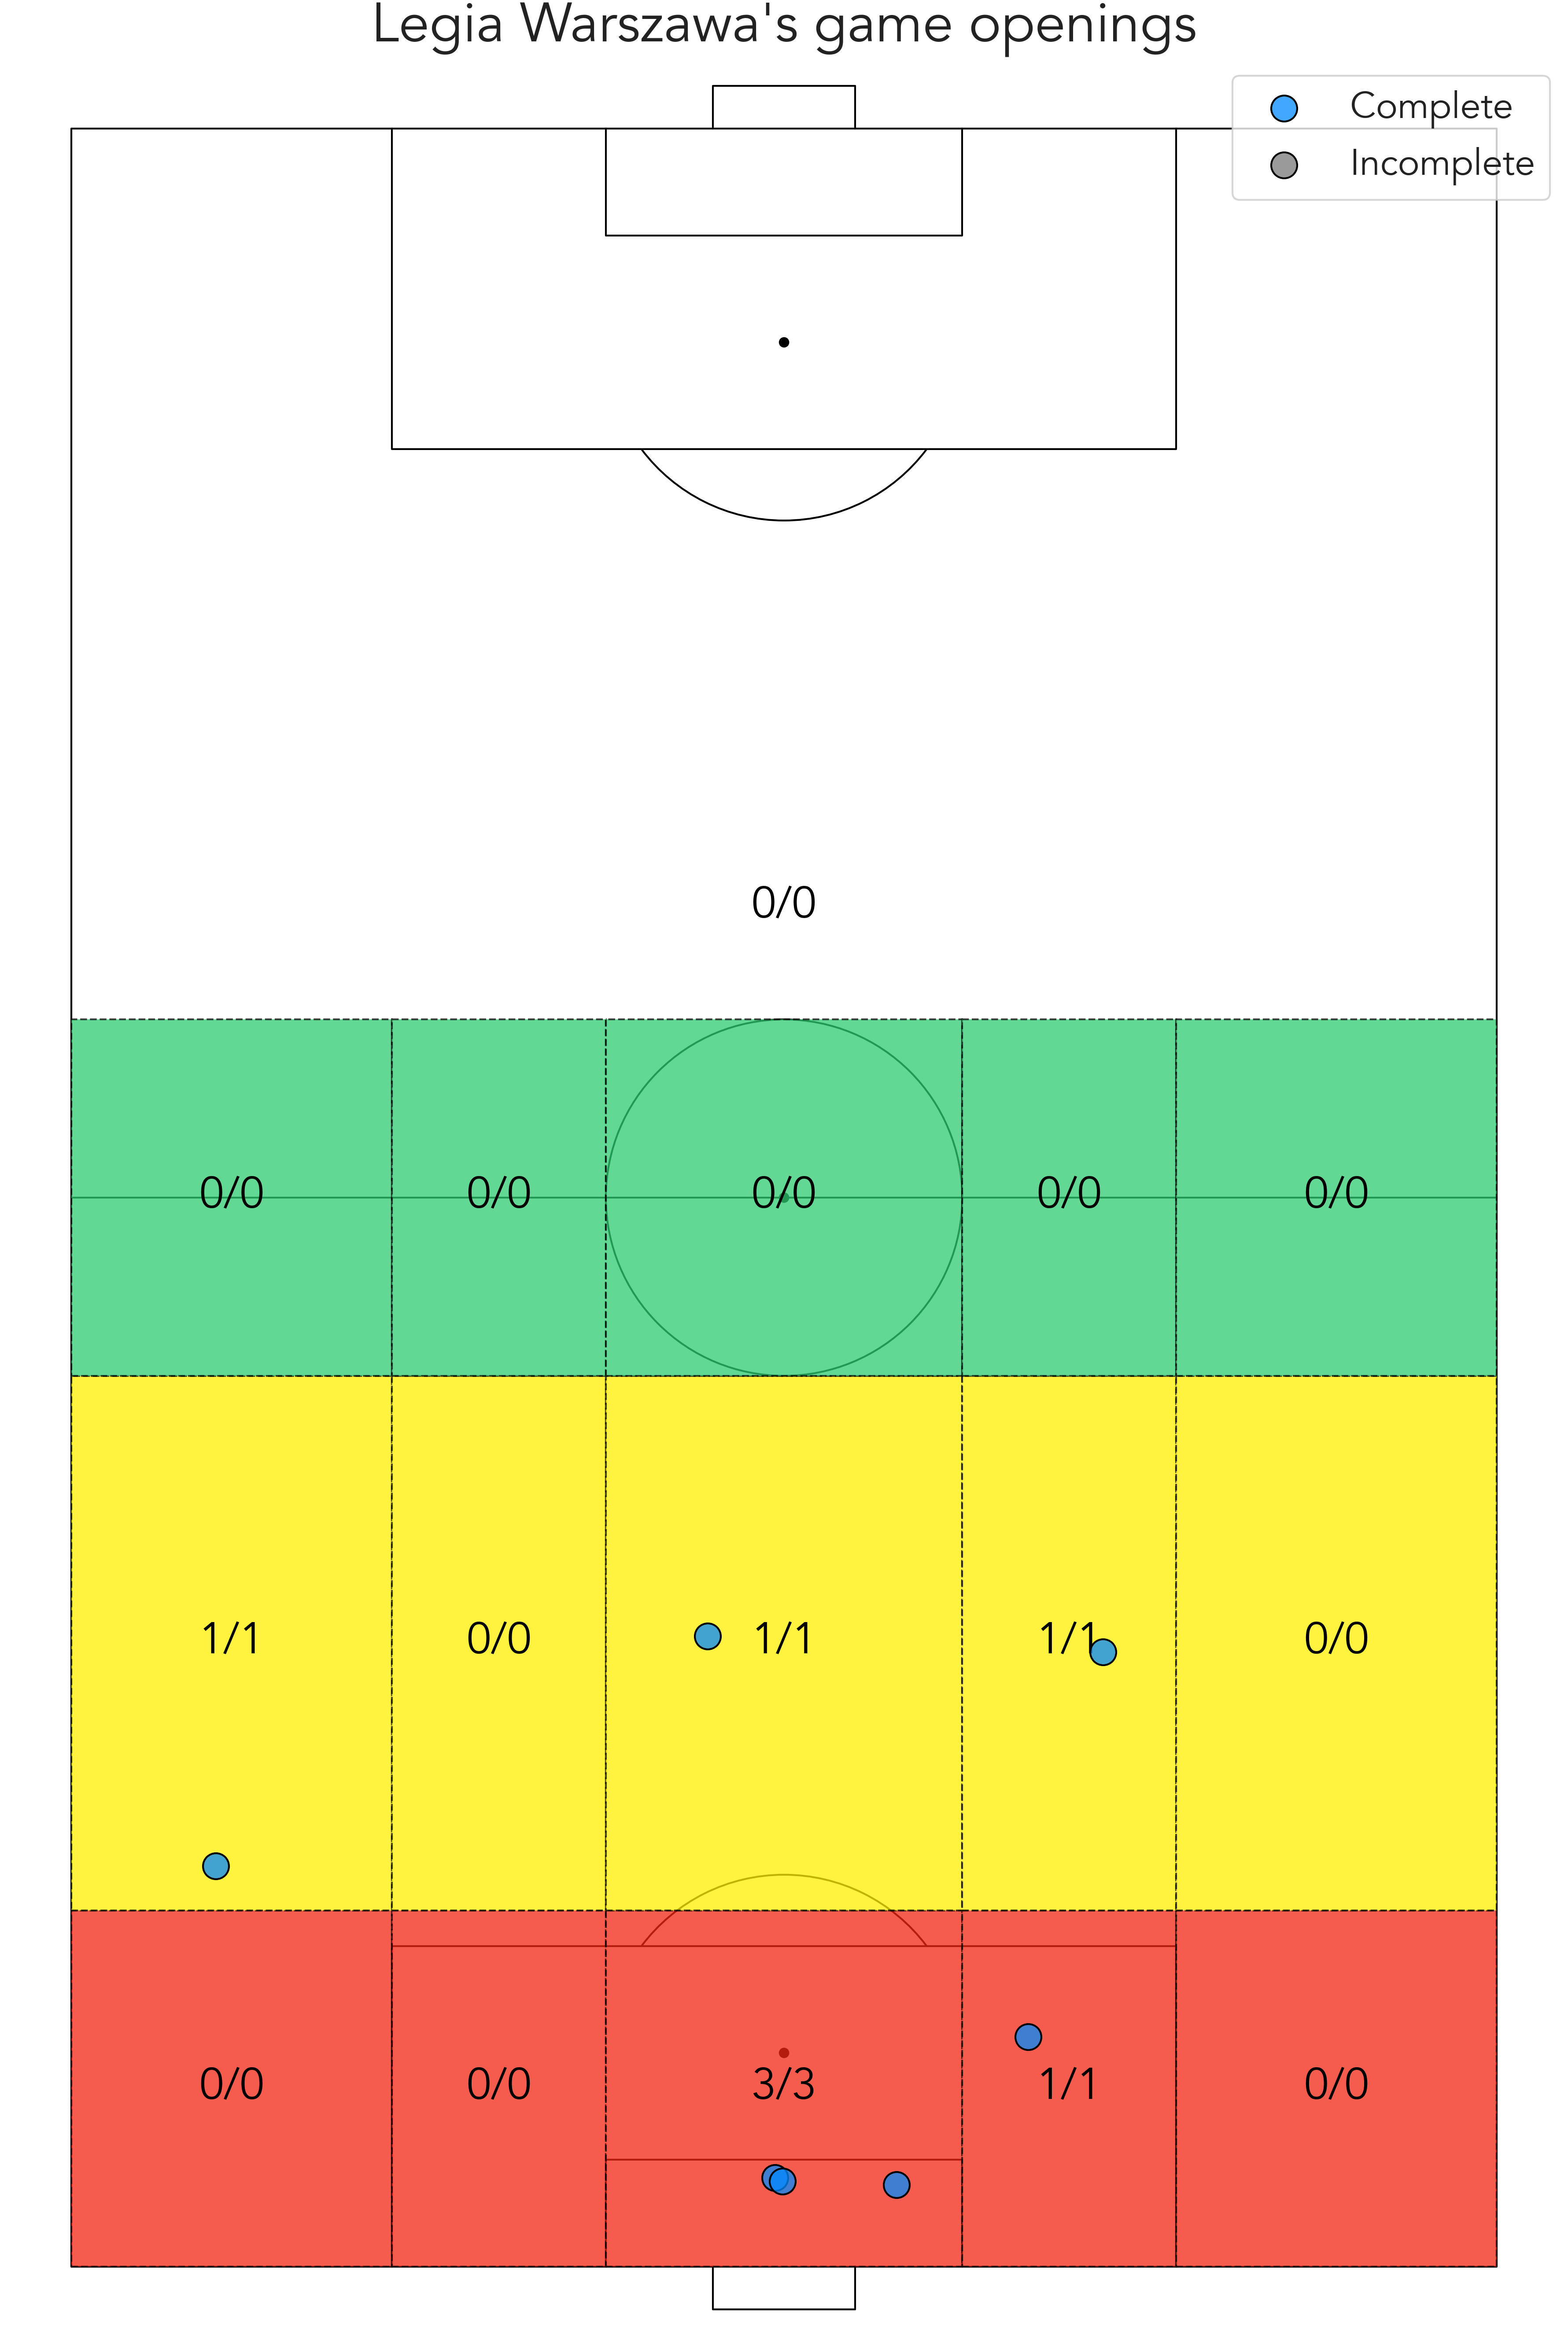 Legia Warszawa's game openings
Complete
Incomplete
0/0
0/0 0/0 0/0 0/0 0/0
1/1 0/0 1/1 1/1 0/0
0/0 0/0 3/3 1/1 0/0